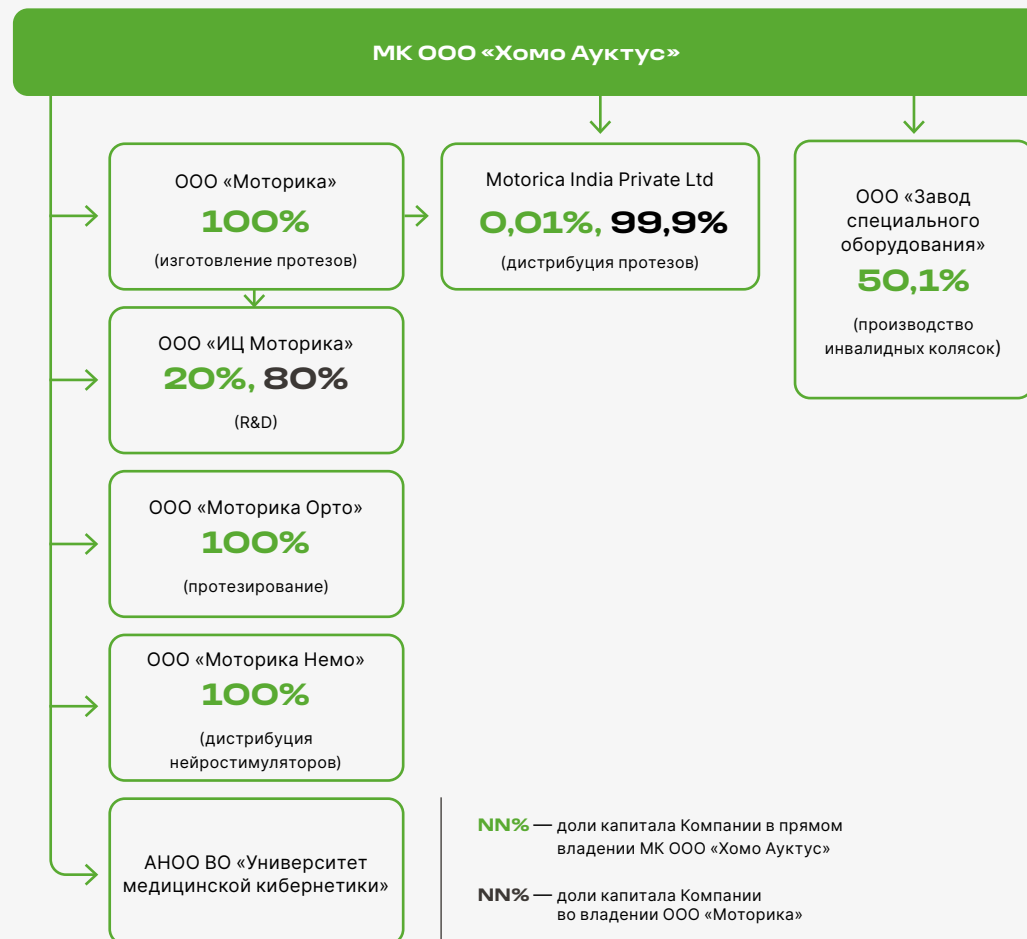 МК ООО «Хомо Ауктус»
ООО «Моторика»
100%
(изготовление протезов)
Motorica India Private Ltd
0,01%, 99,9%
(дистрибуция протезов)
ООО «Завод
специального
оборудования»
50,1%
(производство
инвалидных колясок)
ООО «ИЦ Моторика»
20%, 80%
(R&D)
ООО «Моторика Орто»
100%
(протезирование)
ООО «Моторика Немо»
100%
(дистрибуция
нейростимуляторов)
АНОО ВО «Университет
медицинской кибернетики»
NN% — доли капитала Компании в прямом
владении МК ООО «Хомо Ауктус»
NN% — доли капитала Компании
во владении ООО «Моторика»